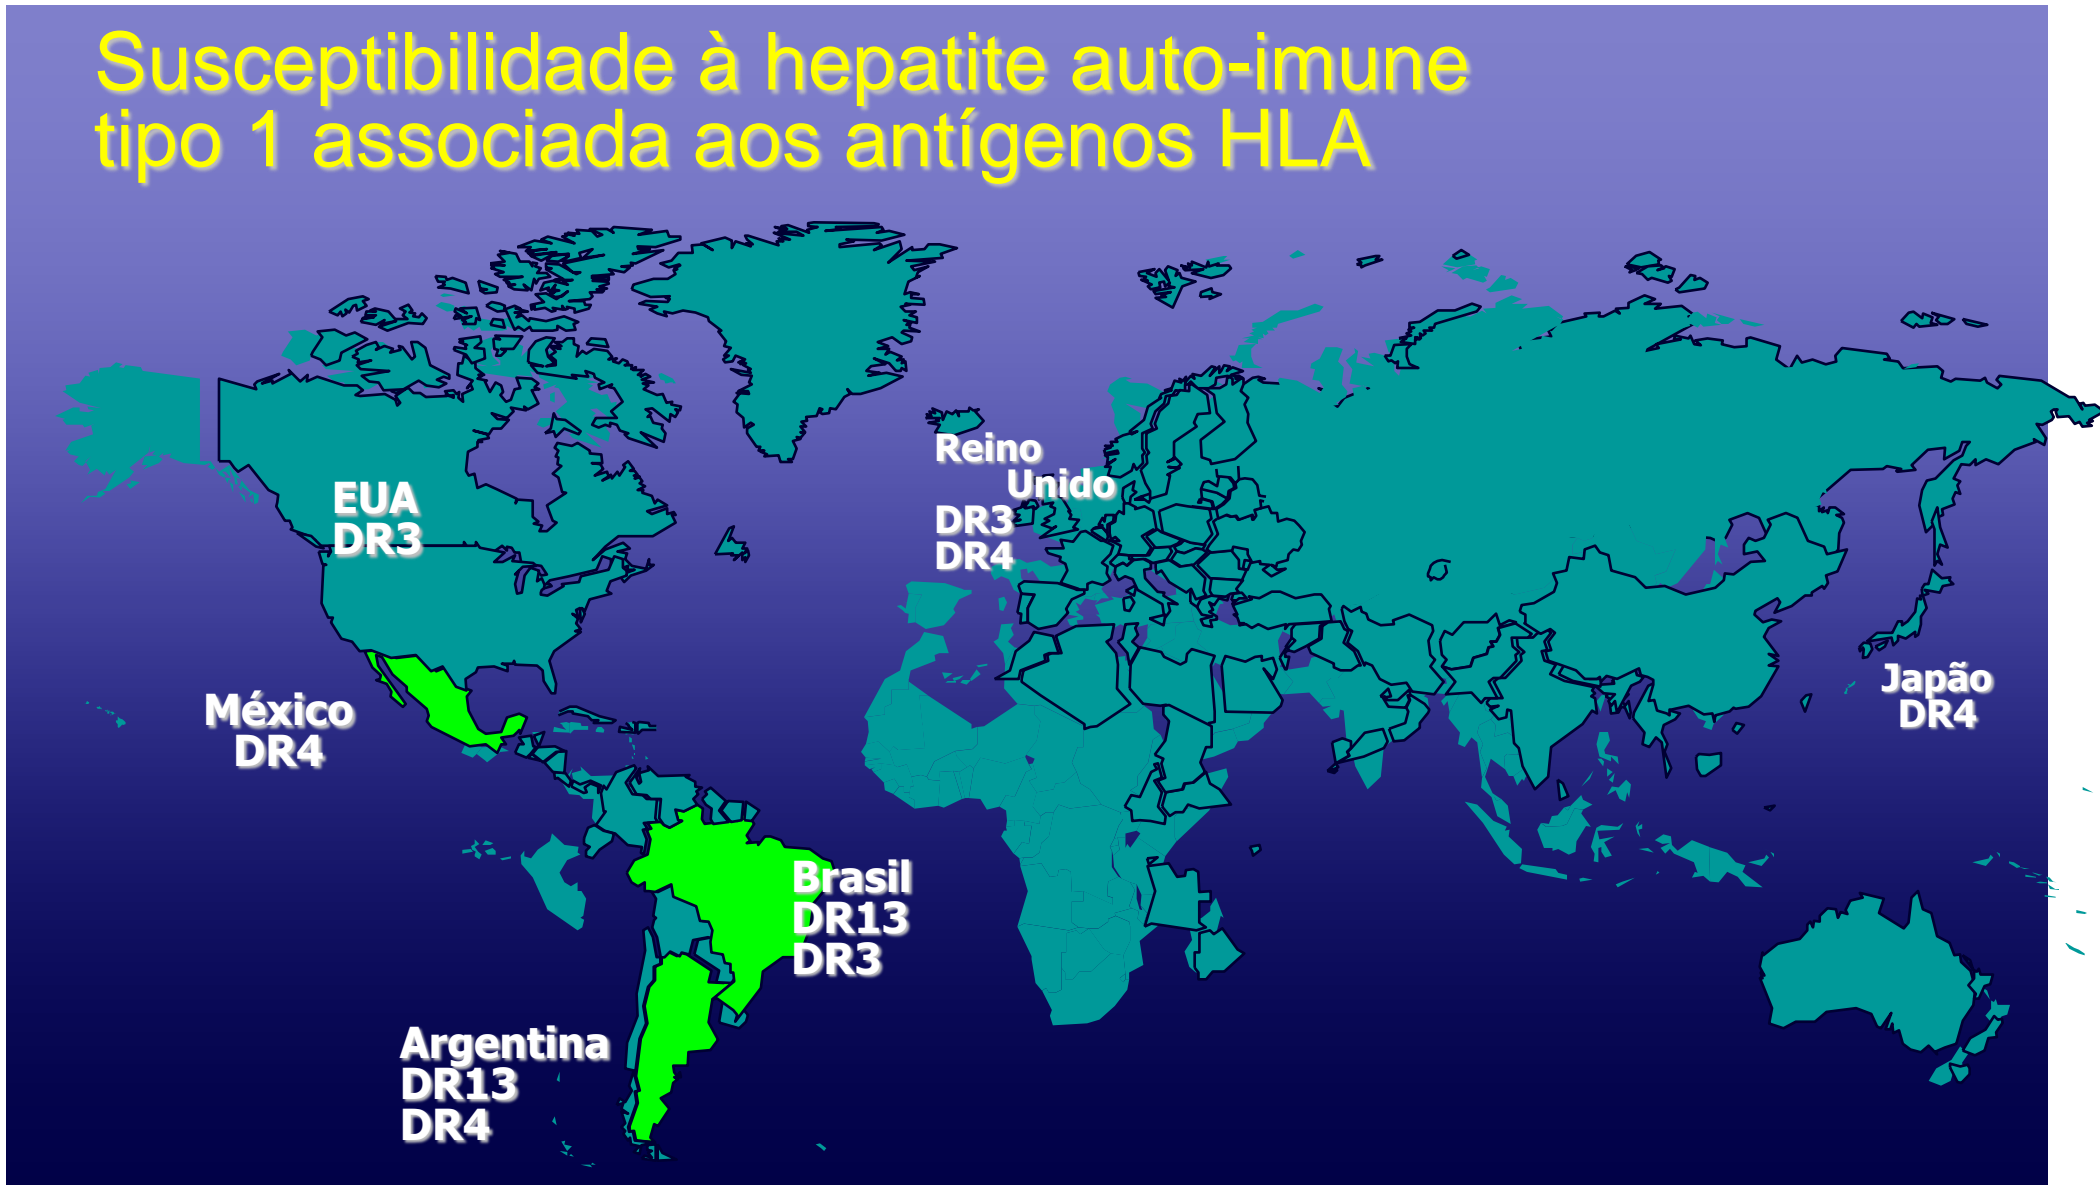 Susceptibilidade à hepatite auto-imune
tipo 1 associada aos antígenos HLA
Reino
Unido
DR3
DR4
EUA
DR3
México
DR4
Japão
DR4
Brasil
DR13
DR3
Argentina
DR13
DR4